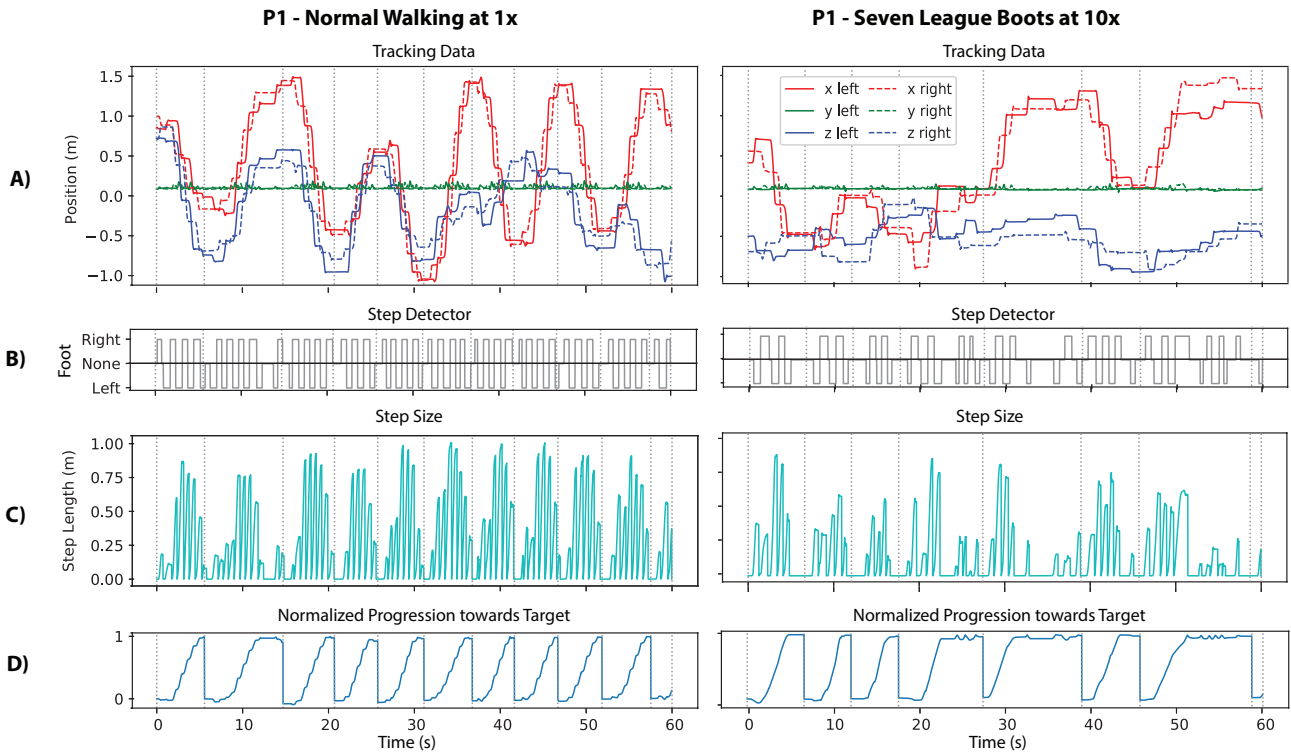 P1 - Normal Walking at 1x
P1 - Seven League Boots at 10x
Tracking Data
Tracking Data
A)
Position (m)
1.5
1.0
0.5
0.0
−0.5
−1.0
x left
x right
y left
y right
z left
z right
Step Detector
Step Detector
B)
Foot
Right
None
Left
Step Size
Step Size
C)
Step Length (m)
1.00
0.75
0.50
0.25
0.00
Normalized Progression towards Target
Normalized Progression towards Target
D)
1
0
0 10 20 30 40 50 60
0 10 20 30 40 50 60
Time (s)
Time (s)